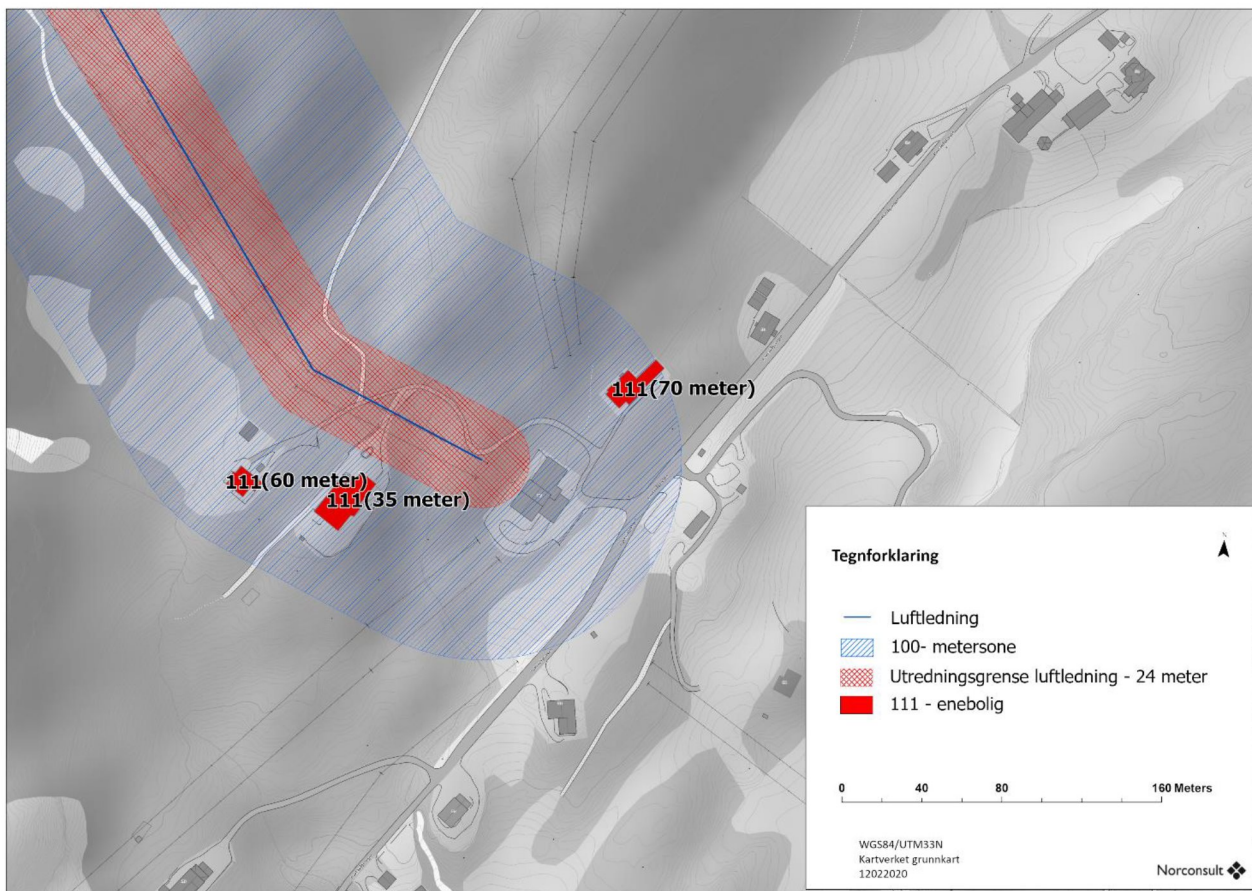 111(70 meter)
111(60 meter)
111(35 meter)
Tegnforklaring
N
Luftledning
100- metersone
Utredningsgrense luftledning - 24 meter
111 - enebolig
0 40 80 160 Meters
WGS84/UTM33N
Kartverket grunnkart
12022020
Norconsult